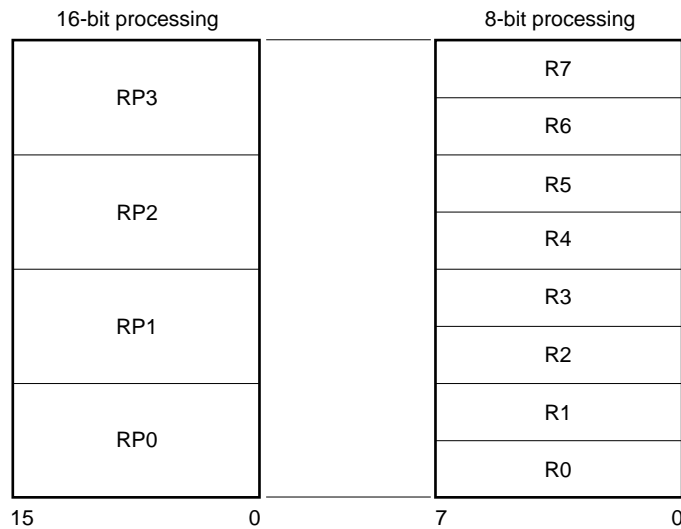 16-bit processing
8-bit processing
RP3
RP2
RP1
RP0
R7
R6
R5
R4
R3
R2
R1
R0
15 0 7 0